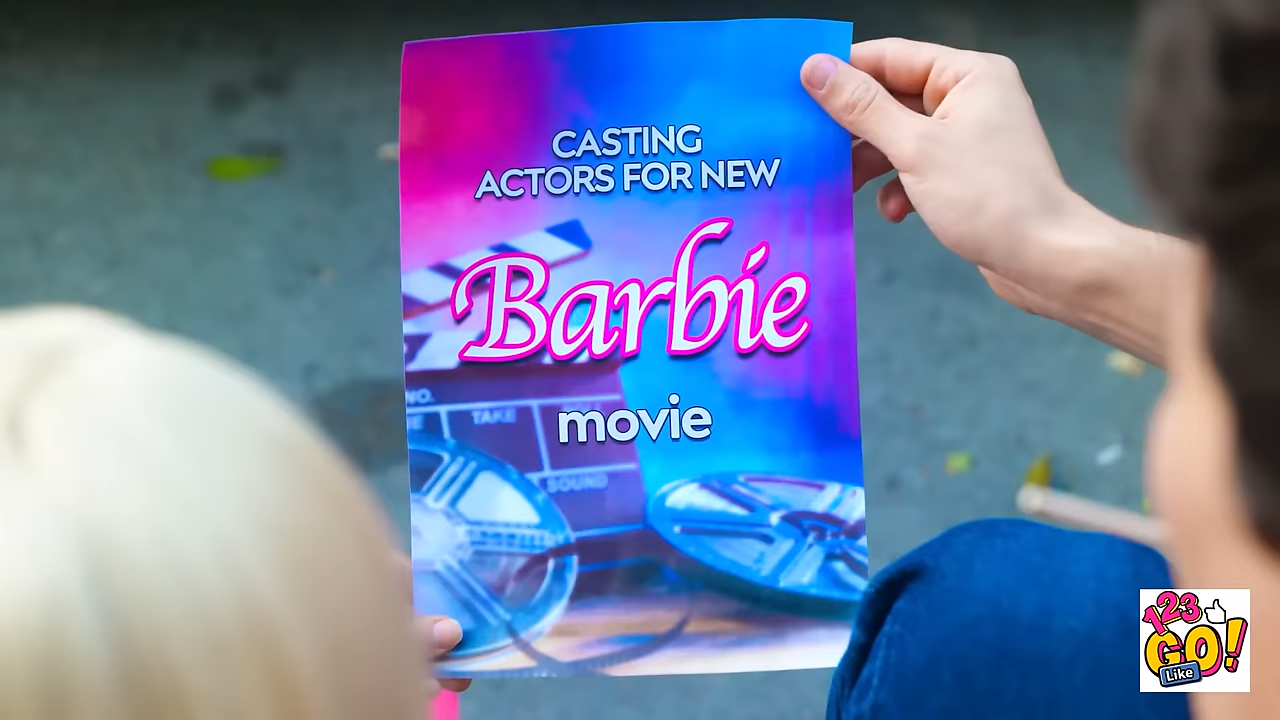 CASTING
ACTORS FOR NEW
Barbie
NO.
TAKE
SOUND
movie
123
GO!
Like